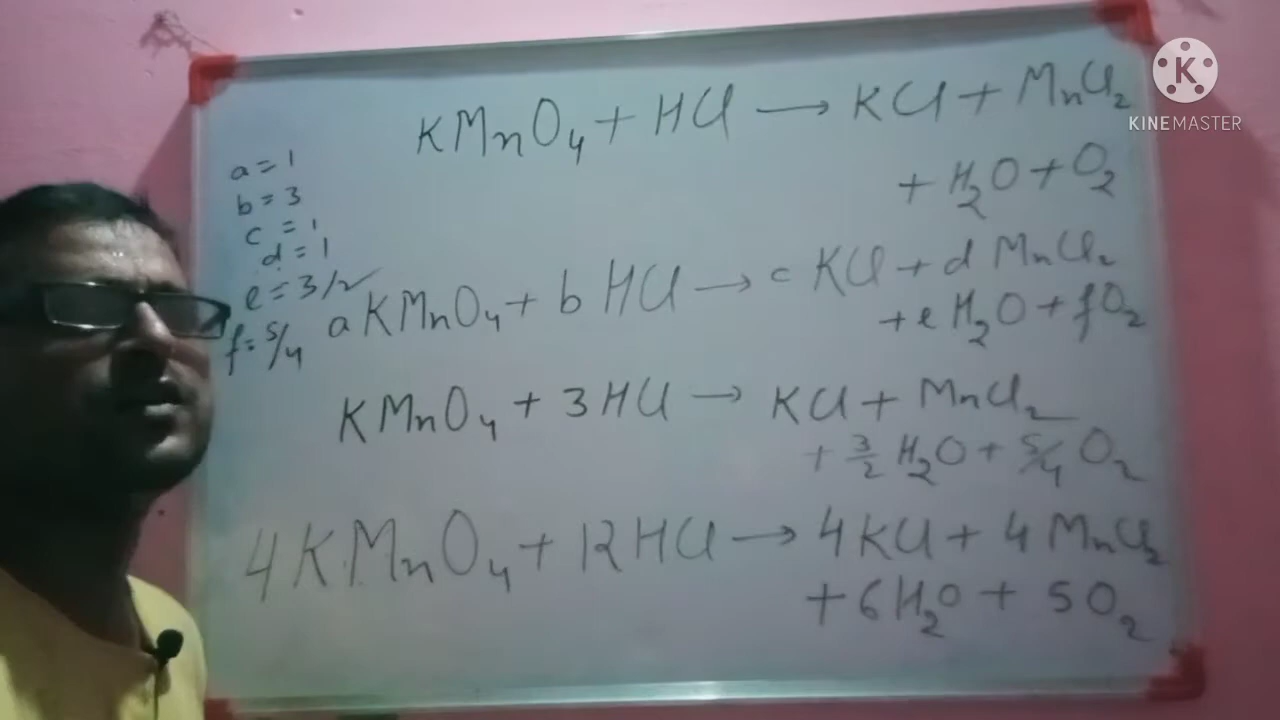 KMnO₄ + HCl → KCl + MnCl₂
+ H₂O + O₂
a = 1
b = 3
c = 1
d = 1
e = 3/2
f = 5/4
aKMnO₄ + bHCl → cKCl + dMnCl₂
+ eH₂O + fO₂
KMnO₄ + 3HCl → KCl + MnCl₂
+ 3/2 H₂O + 5/4 O₂
4KMnO₄ + 12HCl → 4KCl + 4MnCl₂
+ 6H₂O + 5O₂
K
KINEMASTER